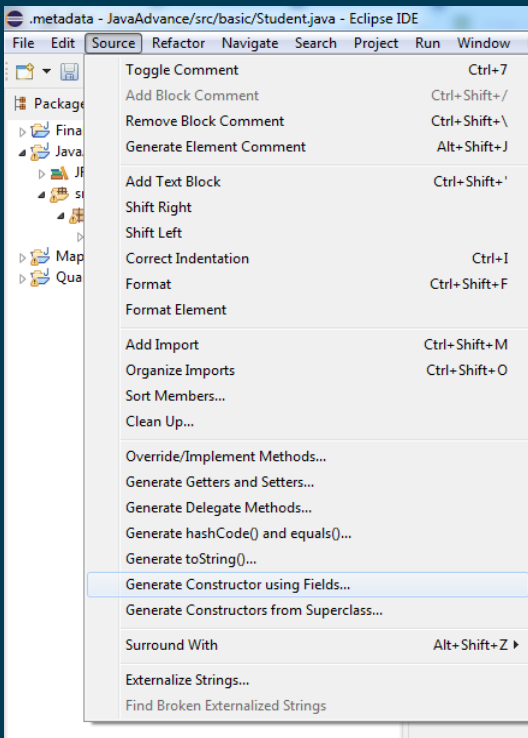 .metadata - JavaAdvance/src/basic/Student.java - Eclipse IDE
File Edit Source Refactor Navigate Search Project Run Window
Package
Fina
Java
JR
sr
Map
Qua
Toggle Comment Ctrl+7
Add Block Comment Ctrl+Shift+/
Remove Block Comment Ctrl+Shift+\
Generate Element Comment Alt+Shift+J
Add Text Block Ctrl+Shift+'
Shift Right
Shift Left
Correct Indentation Ctrl+I
Format Ctrl+Shift+F
Format Element
Add Import Ctrl+Shift+M
Organize Imports Ctrl+Shift+O
Sort Members...
Clean Up...
Override/Implement Methods...
Generate Getters and Setters...
Generate Delegate Methods...
Generate hashCode() and equals()...
Generate toString()...
Generate Constructor using Fields...
Generate Constructors from Superclass...
Surround With Alt+Shift+Z
Externalize Strings...
Find Broken Externalized Strings